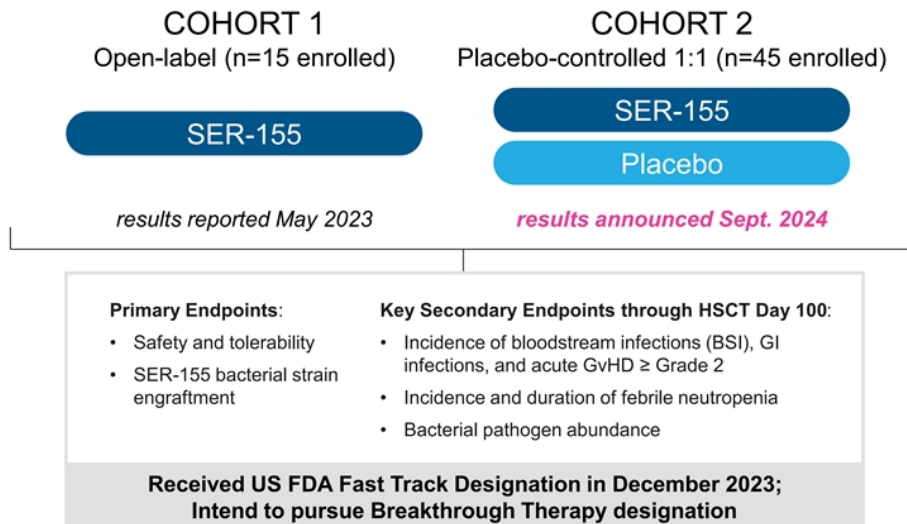 COHORT 1
Open-label (n=15 enrolled)
SER-155
results reported May 2023
COHORT 2
Placebo-controlled 1:1 (n=45 enrolled)
SER-155
Placebo
results announced Sept. 2024
Primary Endpoints:
• Safety and tolerability
• SER-155 bacterial strain
engraftment
Key Secondary Endpoints through HSCT Day 100:
• Incidence of bloodstream infections (BSI), GI
infections, and acute GvHD ≥ Grade 2
• Incidence and duration of febrile neutropenia
• Bacterial pathogen abundance
Received US FDA Fast Track Designation in December 2023;
Intend to pursue Breakthrough Therapy designation